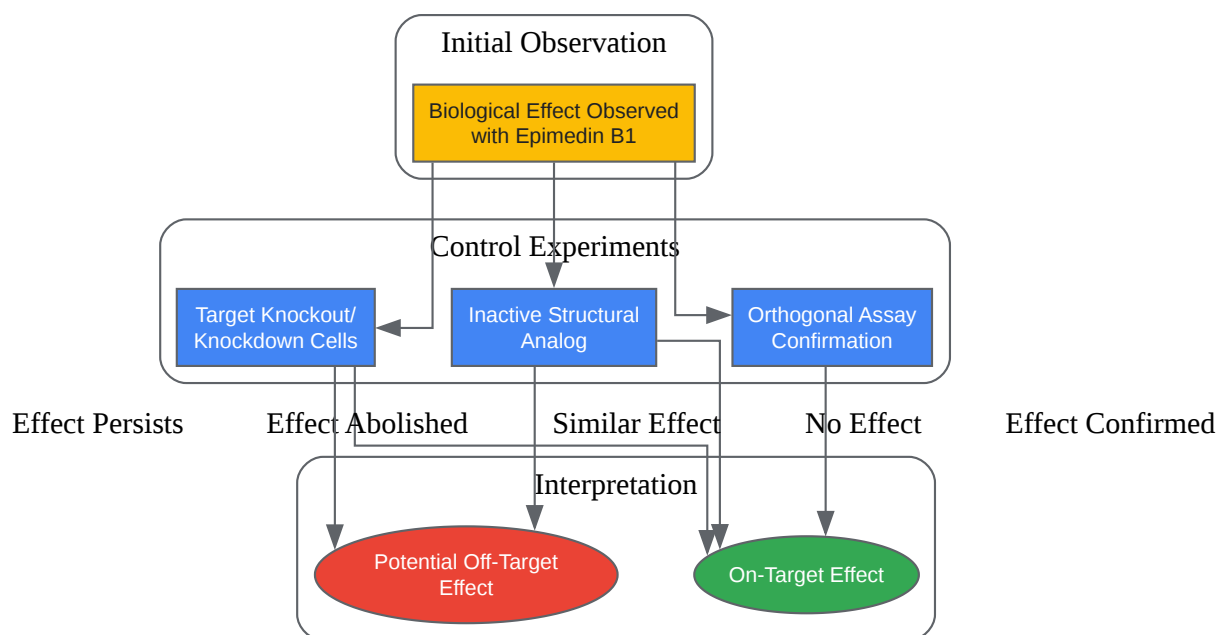 Initial Observation
Biological Effect Observed
with Epimedin B1
Control Experiments
Target Knockout/
Knockdown Cells
Inactive Structural
Analog
Orthogonal Assay
Confirmation
Effect Persists
Effect Abolished
Similar Effect
No Effect
Effect Confirmed
Interpretation
Potential Off-Target
Effect
On-Target Effect